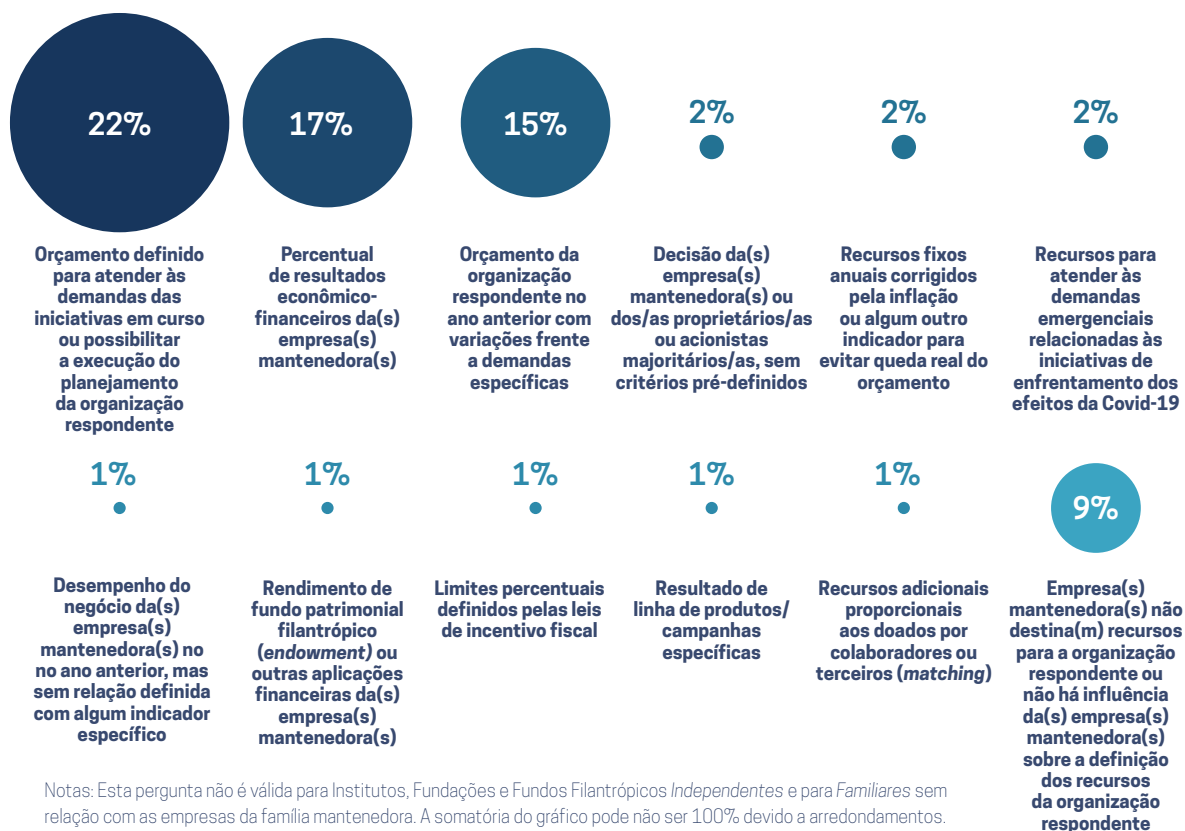 22%
Orçamento definido
para atender às
demandas das
iniciativas em curso
ou possibilitar
a execução do
planejamento
da organização
respondente
17%
Percentual
de resultados
econômico-
financeiros da(s)
empresa(s)
mantenedora(s)
15%
Orçamento da
organização
respondente no
ano anterior com
variações frente
a demandas
específicas
2%
Decisão da(s)
empresa(s)
mantenedora(s) ou
dos/as proprietários/as
ou acionistas
majoritários/as, sem
critérios pré-definidos
2%
Recursos fixos
anuais corrigidos
pela inflação
ou algum outro
indicador para
evitar queda real do
orçamento
2%
Recursos para
atender às
demandas
emergenciais
relacionadas às
iniciativas de
enfrentamento dos
efeitos da Covid-19
1%
Desempenho do
negócio da(s)
empresa(s)
mantenedora(s) no
no ano anterior, mas
sem relação definida
com algum indicador
específico
1%
Rendimento de
fundo patrimonial
filantrópico
(endowment) ou
outras aplicações
financeiras da(s)
empresa(s)
mantenedora(s)
1%
Limites percentuais
definidos pelas leis
de incentivo fiscal
1%
Resultado de
linha de produtos/
campanhas
específicas
1%
Recursos adicionais
proporcionais
aos doados por
colaboradores ou
terceiros (matching)
9%
Empresa(s)
mantenedora(s) não
destina(m) recursos
para a organização
respondente ou
não há influência
da(s) empresa(s)
mantenedora(s)
sobre a definição
dos recursos
da organização
respondente
Notas: Esta pergunta não é válida para Institutos, Fundações e Fundos Filantrópicos Independentes e para Familiares sem
relação com as empresas da família mantenedora. A somatória do gráfico pode não ser 100% devido a arredondamentos.